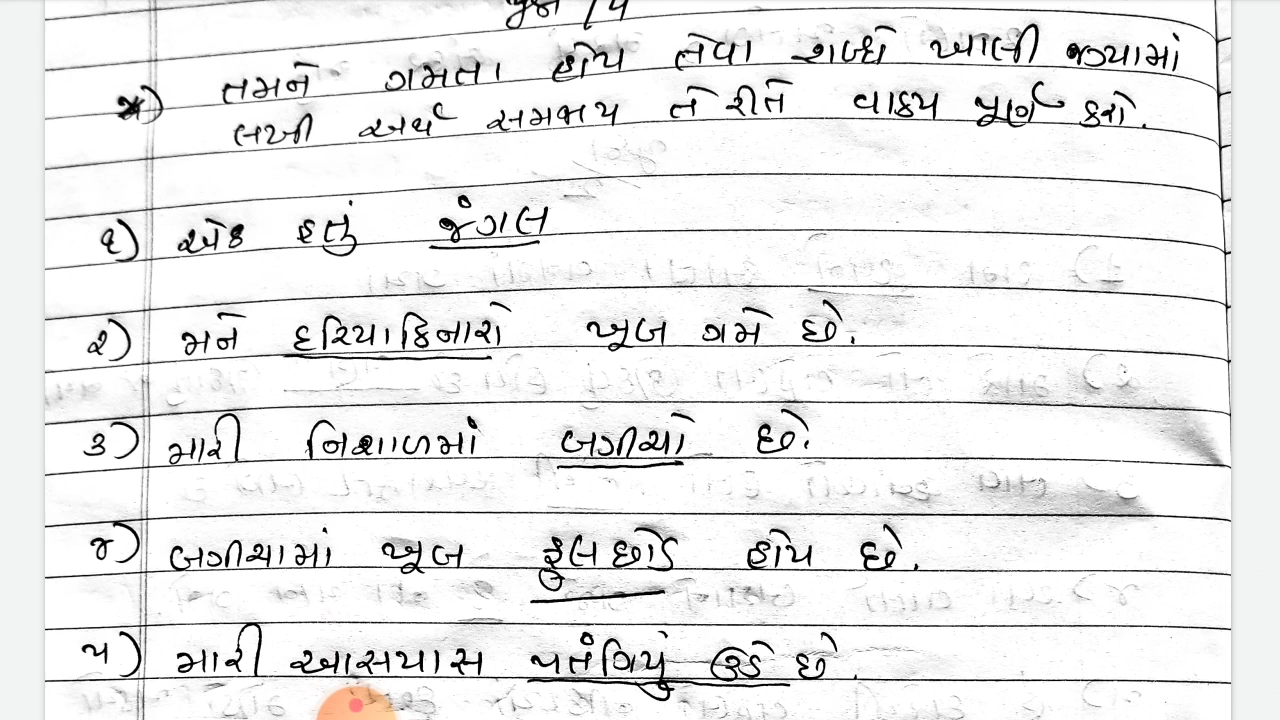 તમને ગમતા હોય તેવા શબ્દો ખાલી જગ્યામાં
લખી અર્થ સમજાય તે રીતે વાક્ય પૂર્ણ કરો.
૧) એક હતું જંગલ
૨) મને દરિયાકિનારો ખૂબ ગમે છે.
૩) મારી નિશાળમાં બગીચો છે.
૪) બગીચામાં ખૂબ ફુલછોડ હોય છે.
૫) મારી આસપાસ પતંગિયું ઉડે છે.